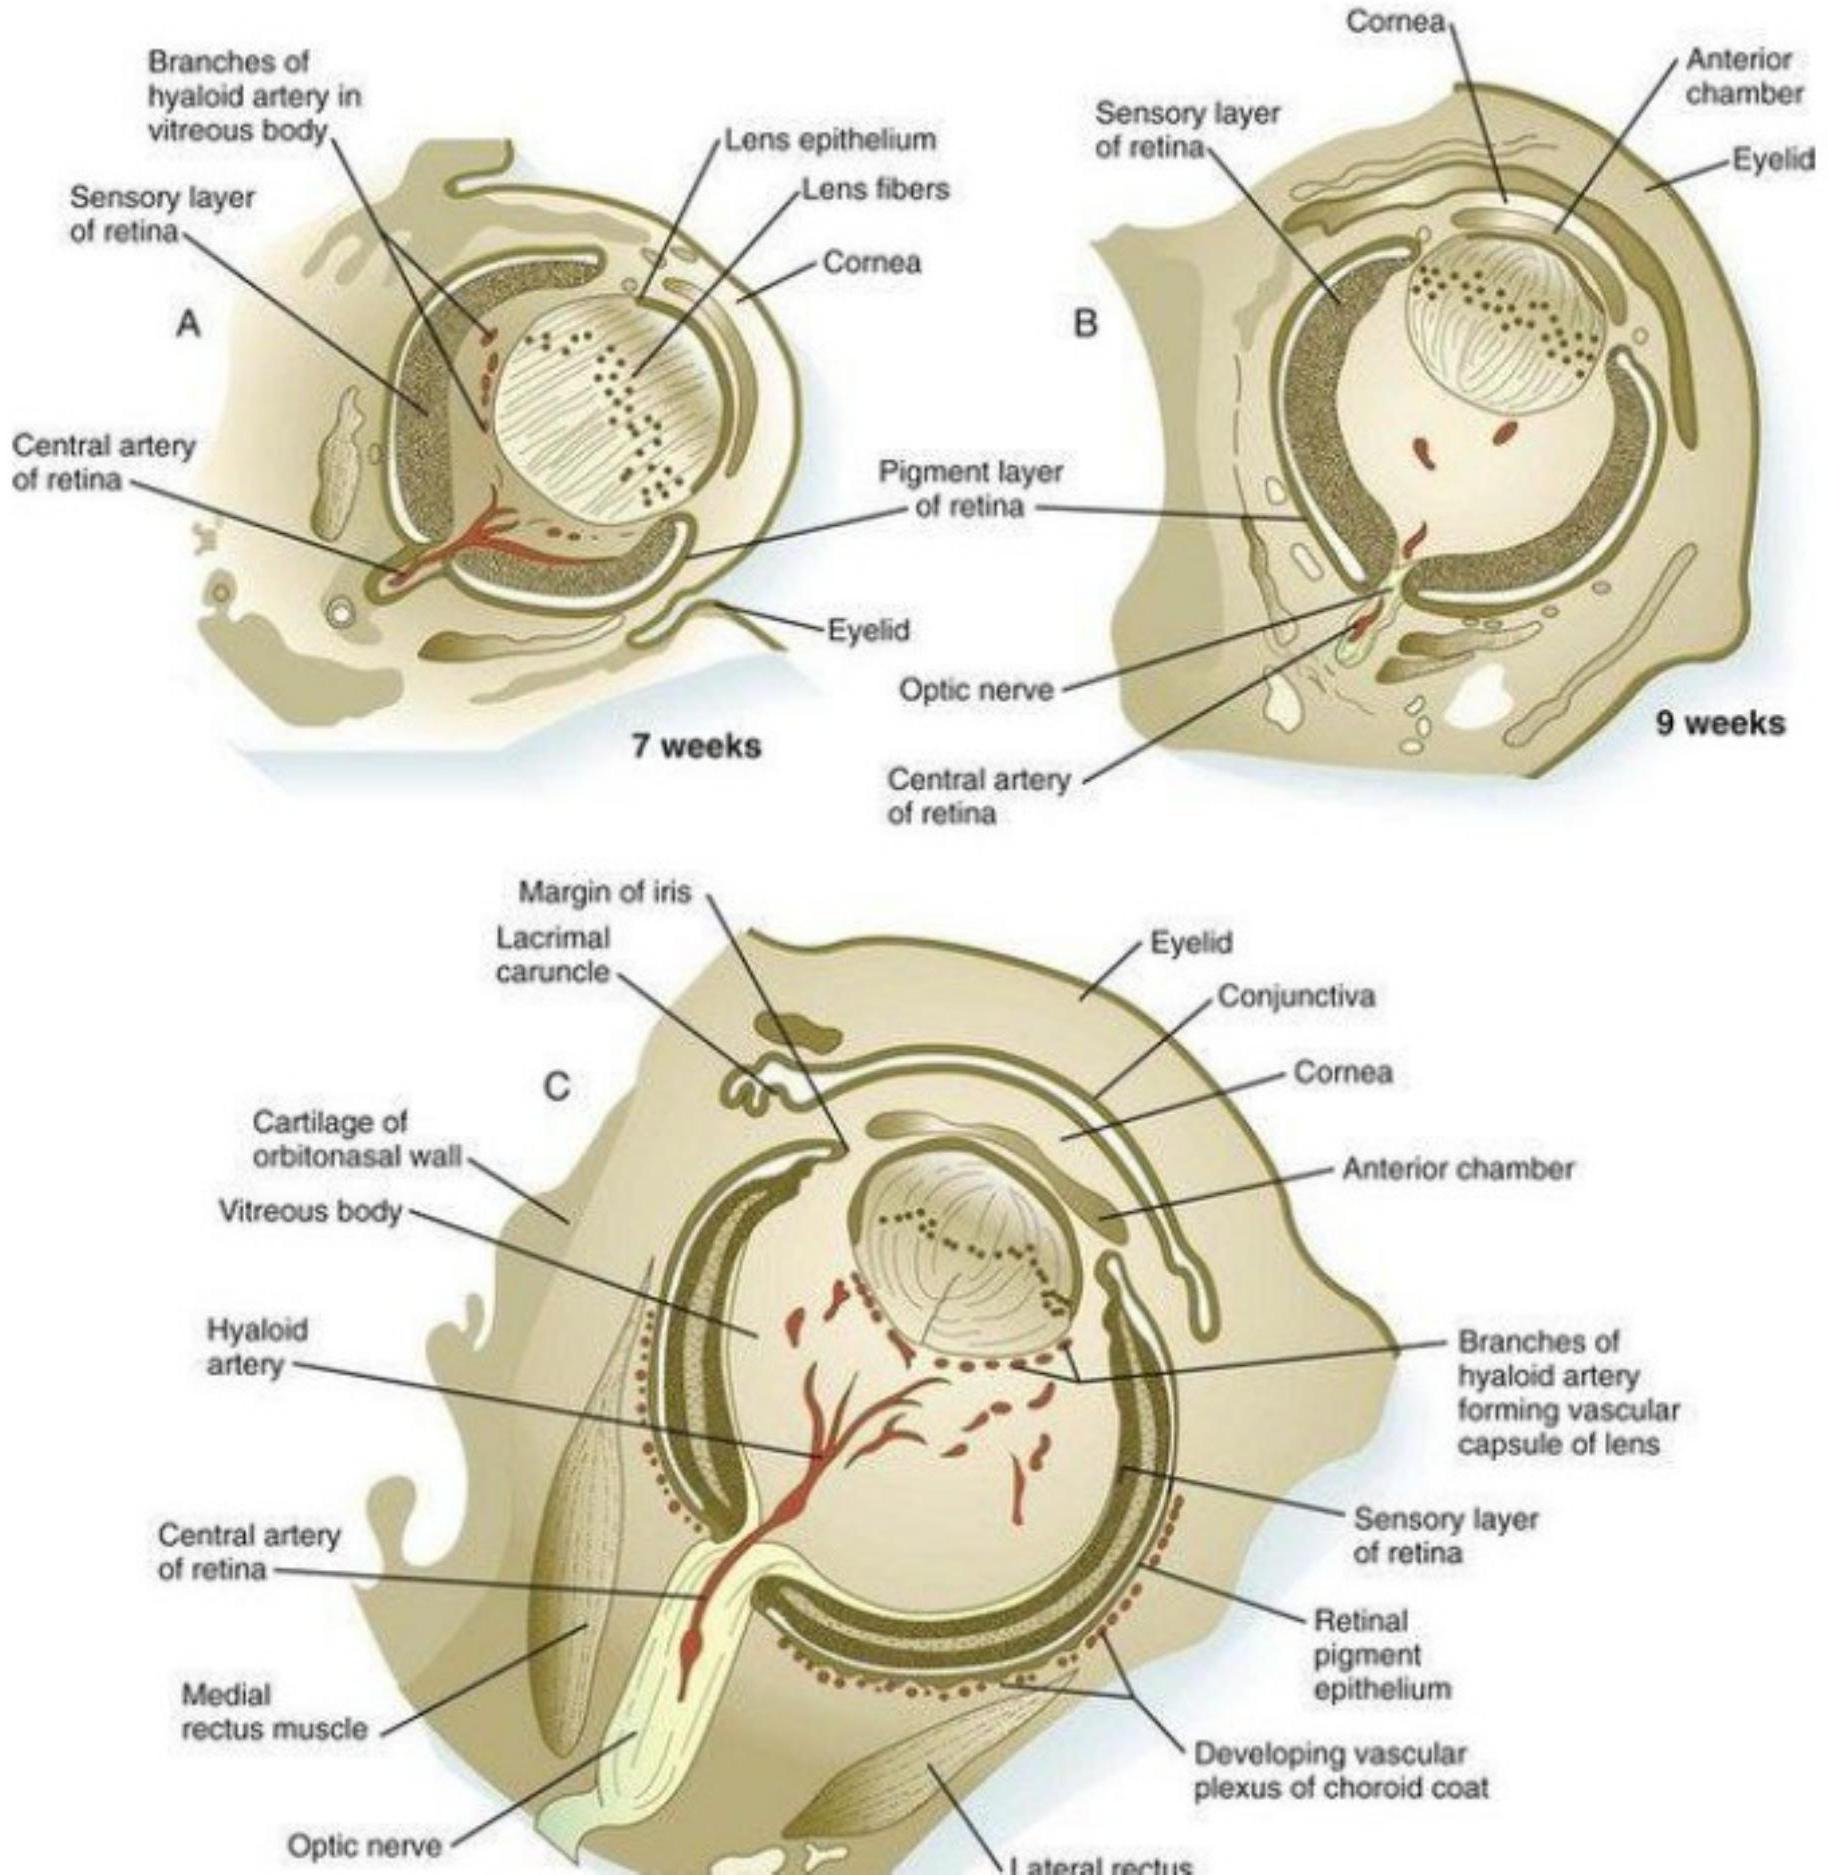 Branches of
hyaloid artery in
vitreous body
Sensory layer
of retina
Central artery
of retina
A
Lens epithelium
Lens fibers
Cornea
Eyelid
7 weeks
Cornea
Anterior
chamber
Sensory layer
of retina
Eyelid
B
Pigment layer
of retina
Optic nerve
Central artery
of retina
9 weeks
Margin of iris
Lacrimal
caruncle
C
Cartilage of
orbitonasal wall
Vitreous body
Hyaloid
artery
Central artery
of retina
Medial
rectus muscle
Optic nerve
Eyelid
Conjunctiva
Cornea
Anterior chamber
Branches of
hyaloid artery
forming vascular
capsule of lens
Sensory layer
of retina
Retinal
pigment
epithelium
Developing vascular
plexus of choroid coat
Lateral rectus